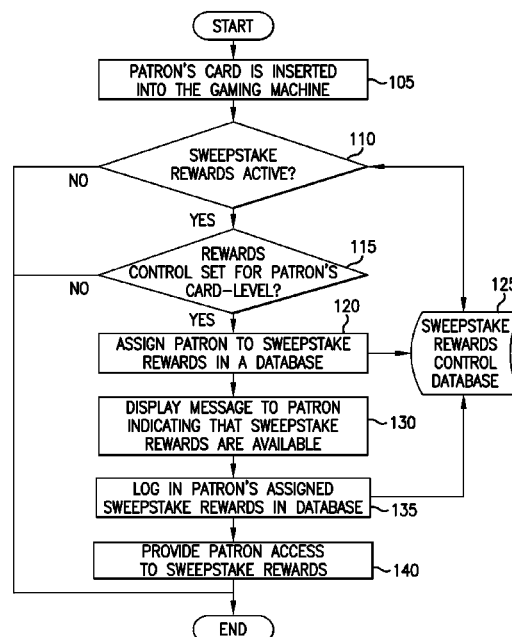 START
PATRON'S CARD IS INSERTED
INTO THE GAMING MACHINE
105
SWEEPSTAKE
REWARDS ACTIVE?
110
NO
YES
REWARDS
CONTROL SET FOR PATRON'S
CARD-LEVEL?
115
NO
YES
120
ASSIGN PATRON TO SWEEPSTAKE
REWARDS IN A DATABASE
125
SWEEPSTAKE
REWARDS
CONTROL
DATABASE
DISPLAY MESSAGE TO PATRON
INDICATING THAT SWEEPSTAKE
REWARDS ARE AVAILABLE
130
LOG IN PATRON'S ASSIGNED
SWEEPSTAKE REWARDS IN DATABASE
135
PROVIDE PATRON ACCESS
TO SWEEPSTAKE REWARDS
140
END